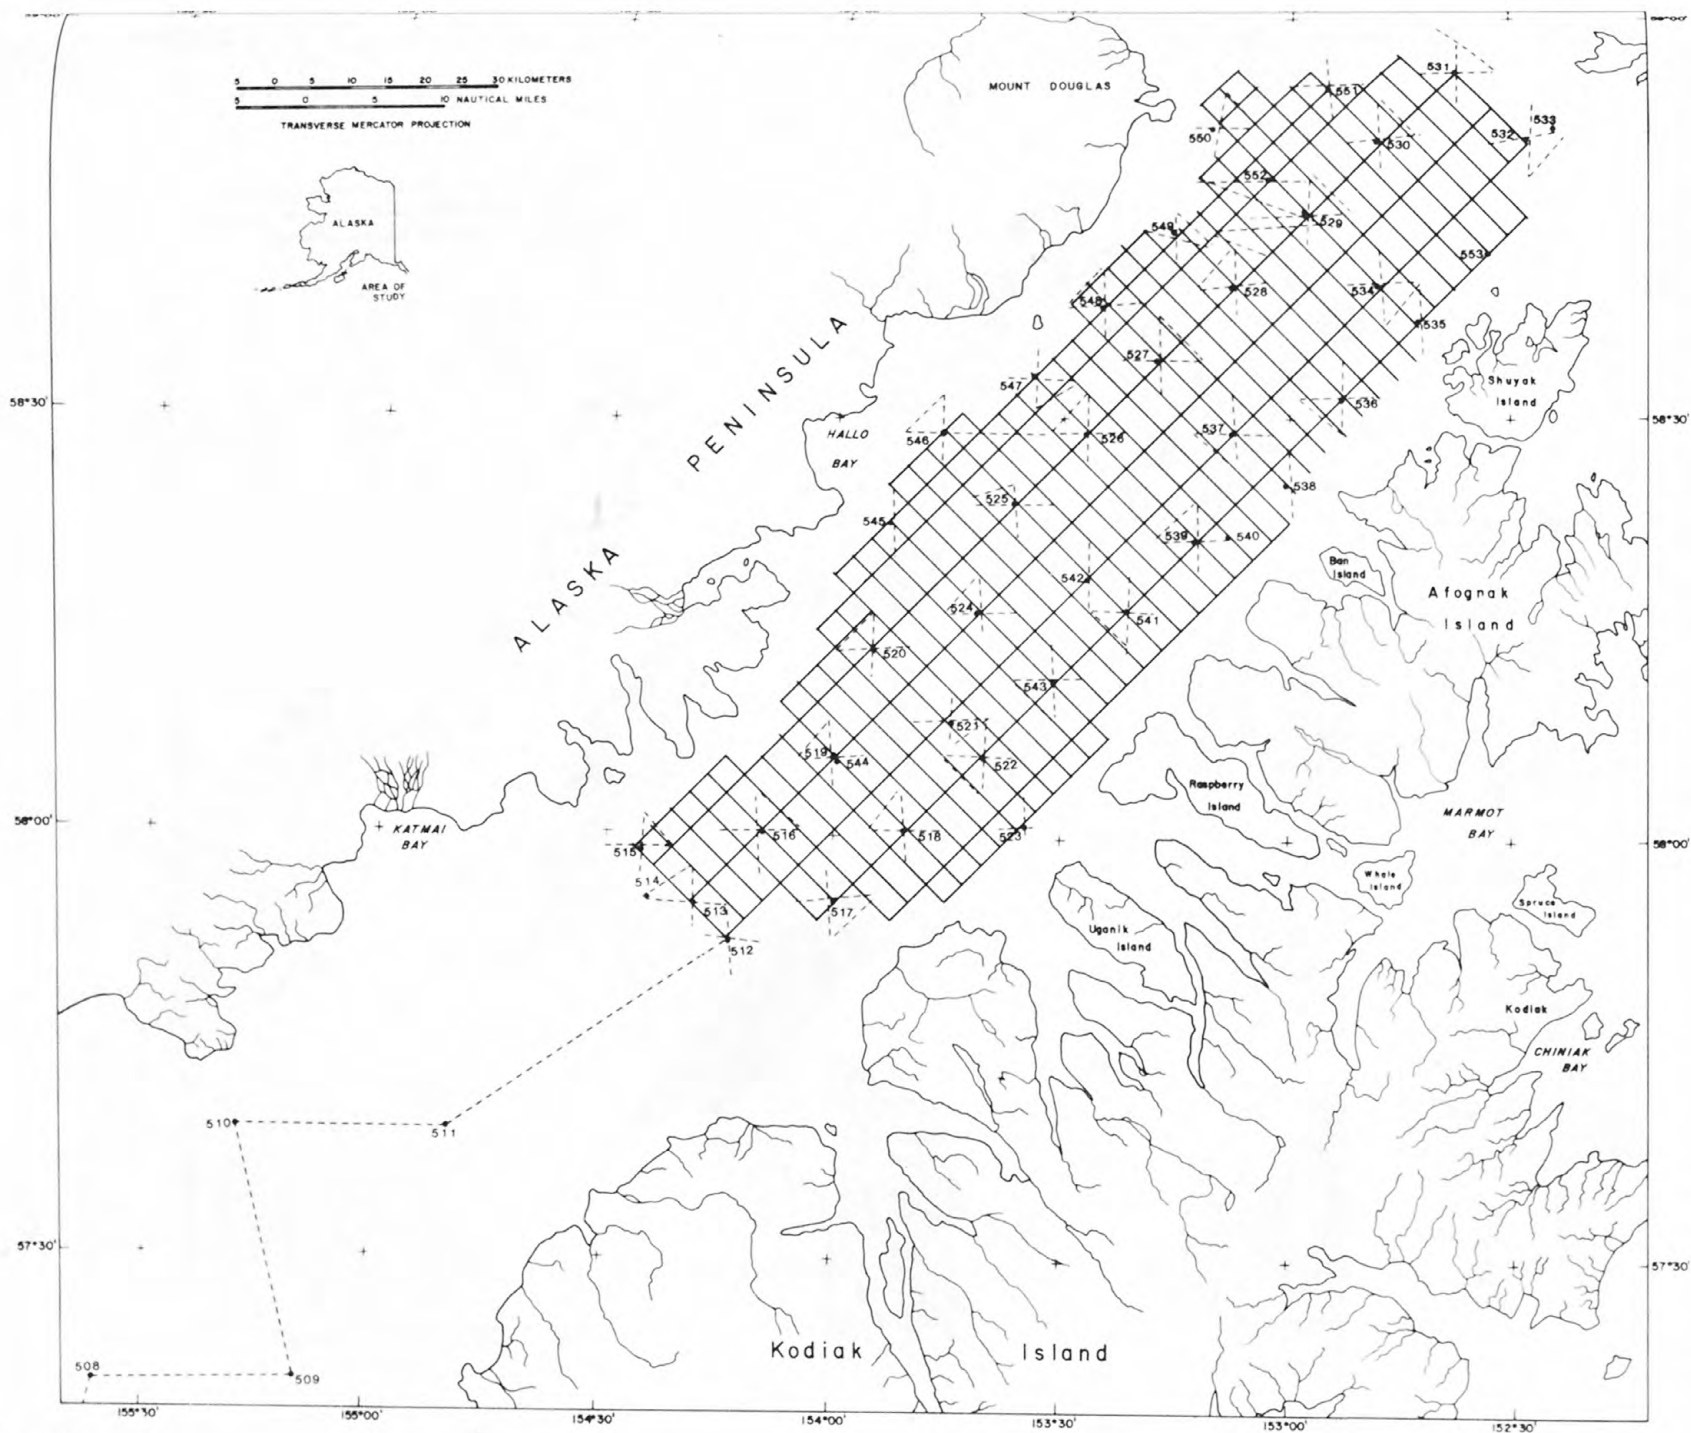 59°00'
5 0 5 10 15 20 25 30 KILOMETERS
5 0 5 10 NAUTICAL MILES
TRANSVERSE MERCATOR PROJECTION
ALASKA
AREA OF
STUDY
MOUNT DOUGLAS
ALASKA PENINSULA
HALLO
BAY
KATMAI
BAY
531
551
533
532
550
530
552
529
549
553
528
534
548
535
527
547
536
546
526
537
525
538
545
539
540
542
524
541
520
543
521
519
544
522
516
518
523
515
514
513
517
512
510
511
508
509
Shuyak
Island
Ban
Island
Afognak
Island
Raspberry
Island
MARMOT
BAY
Whale
Island
Spruce
Island
Uganik
Island
Kodiak
CHINIAK
BAY
Kodiak Island
58°30'
58°30'
58°00'
58°00'
57°30'
57°30'
155°30'
155°00'
154°30'
154°00'
153°30'
153°00'
152°30'